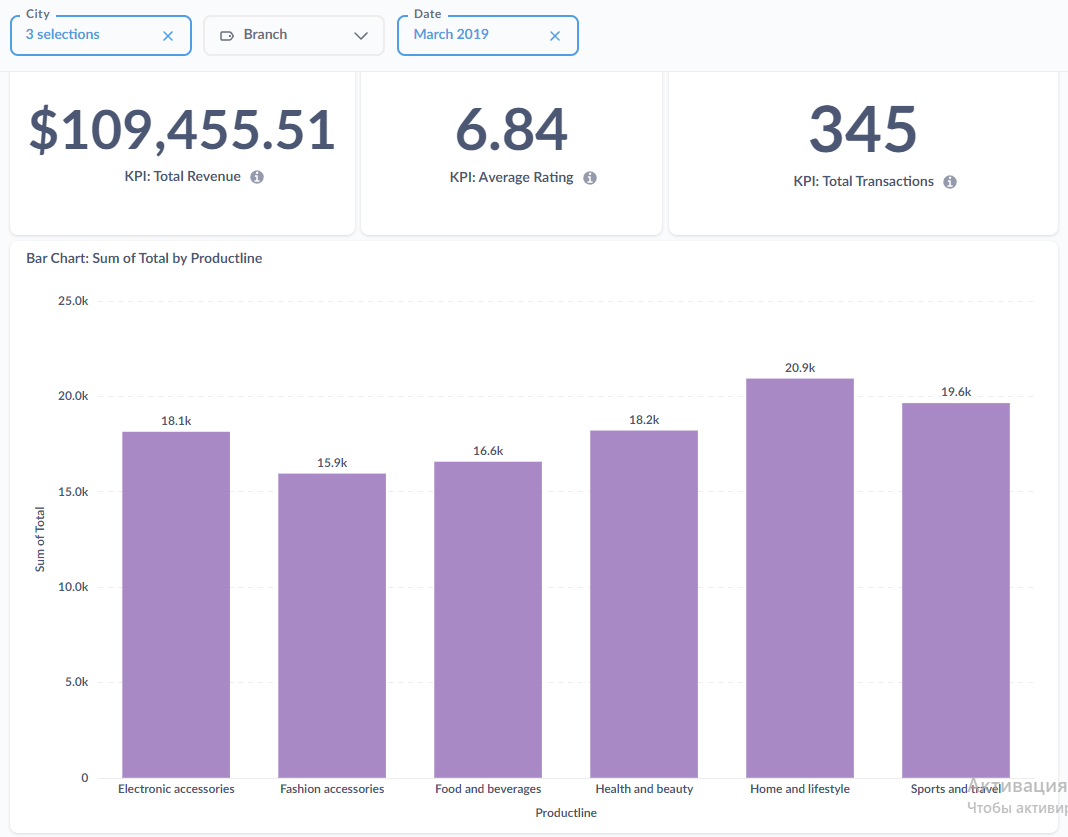 City
3 selections
Branch
Date
March 2019
$109,455.51
KPI: Total Revenue
6.84
KPI: Average Rating
345
KPI: Total Transactions
Bar Chart: Sum of Total by Productline
25.0k
20.0k
15.0k
10.0k
5.0k
0
Sum of Total
18.1k
15.9k
16.6k
18.2k
20.9k
19.6k
Electronic accessories
Fashion accessories
Food and beverages
Health and beauty
Home and lifestyle
Sports and travel
Productline
Активация
Чтобы активир